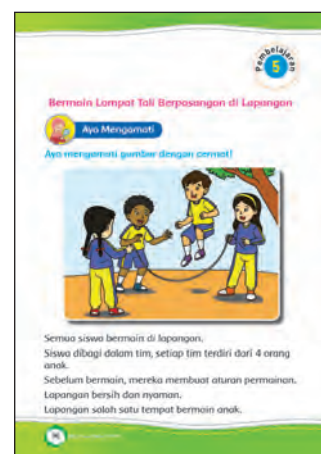 Pembelajaran
5
Bermain Lompat Tali Berpasangan di Lapangan
Ayo Mengamati
Ayo mengamati gambar dengan cermat!
Semua siswa bermain di lapangan.
Siswa dibagi dalam tim, setiap tim terdiri dari 4 orang
anak.
Sebelum bermain, mereka membuat aturan permainan.
Lapangan bersih dan nyaman.
Lapangan salah satu tempat bermain anak.